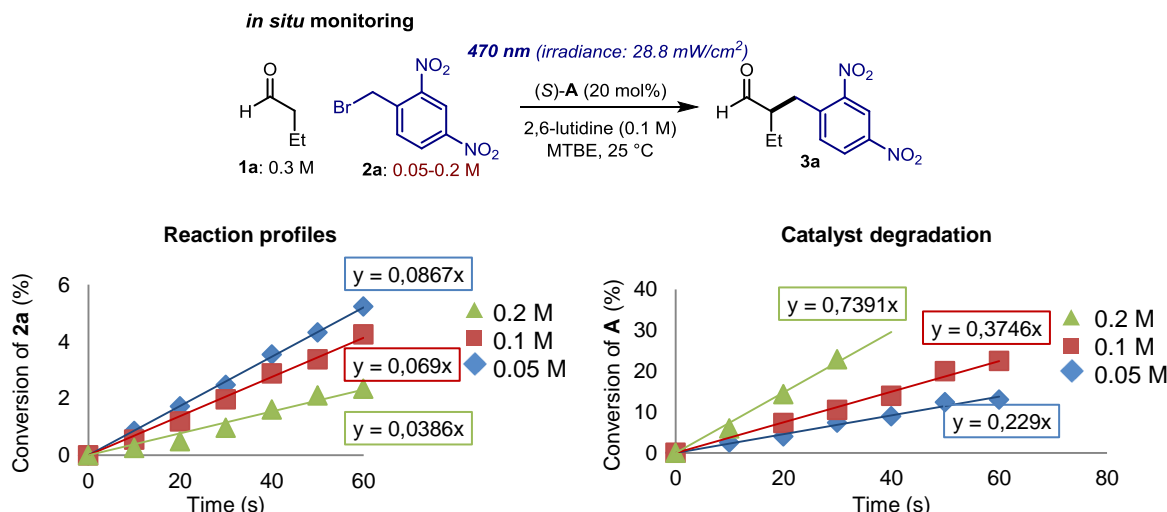 in situ monitoring
470 nm (irradiance: 28.8 mW/cm²)
O
H
Et
1a: 0.3 M
Br
NO₂
NO₂
2a: 0.05-0.2 M
(S)-A (20 mol%)
2,6-lutidine (0.1 M)
MTBE, 25 °C
O
H
Et
NO₂
NO₂
3a
Reaction profiles
Conversion of 2a (%)
6
4
2
0
0
20
40
60
Time (s)
y = 0,0867x
y = 0,069x
y = 0,0386x
0.2 M
0.1 M
0.05 M
Catalyst degradation
Conversion of A (%)
40
30
20
10
0
0
20
40
60
80
Time (s)
y = 0,7391x
y = 0,3746x
y = 0,229x
0.2 M
0.1 M
0.05 M